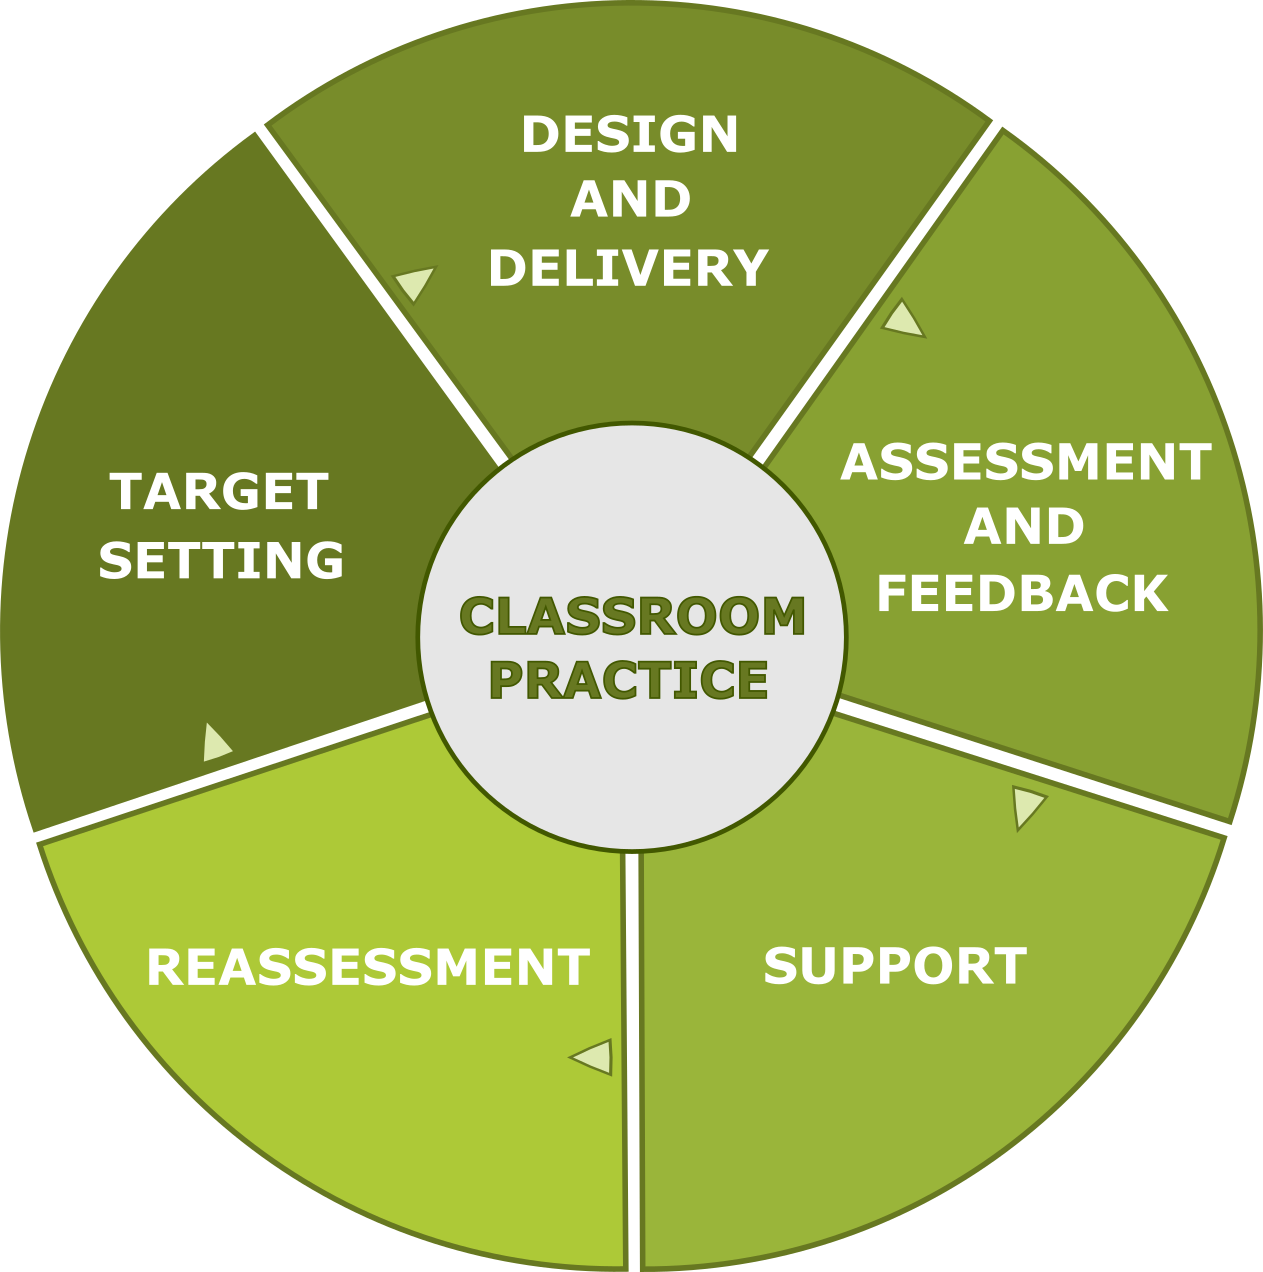 DESIGN
AND
DELIVERY
ASSESSMENT
AND
FEEDBACK
SUPPORT
REASSESSMENT
TARGET
SETTING
CLASSROOM
PRACTICE